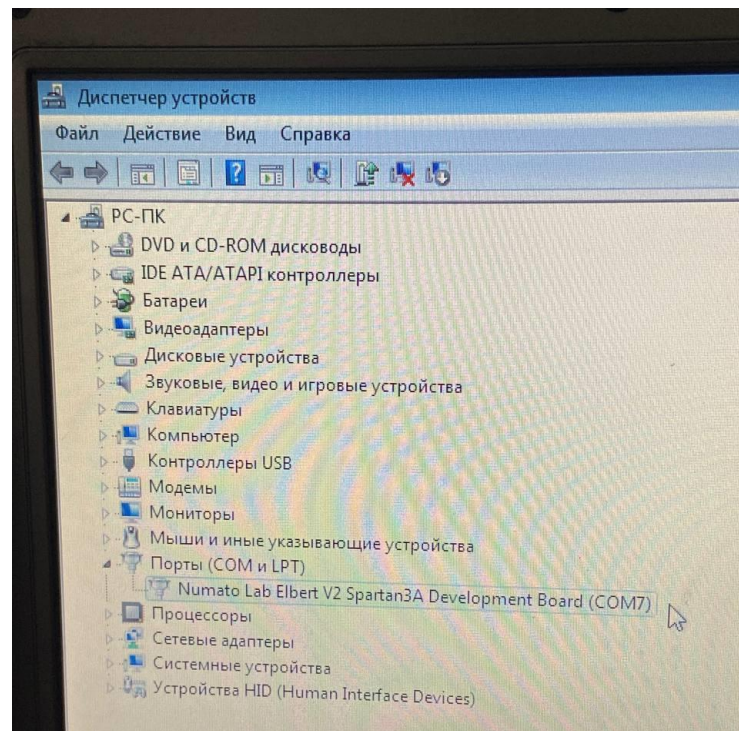 Диспетчер устройств
Файл Действие Вид Справка
PC-ПК
DVD и CD-ROM дисководы
IDE ATA/ATAPI контроллеры
Батареи
Видеоадаптеры
Дисковые устройства
Звуковые, видео и игровые устройства
Клавиатуры
Компьютер
Контроллеры USB
Модемы
Мониторы
Мыши и иные указывающие устройства
Порты (COM и LPT)
Numato Lab Elbert V2 Spartan3A Development Board (COM7)
Процессоры
Сетевые адаптеры
Системные устройства
Устройства HID (Human Interface Devices)